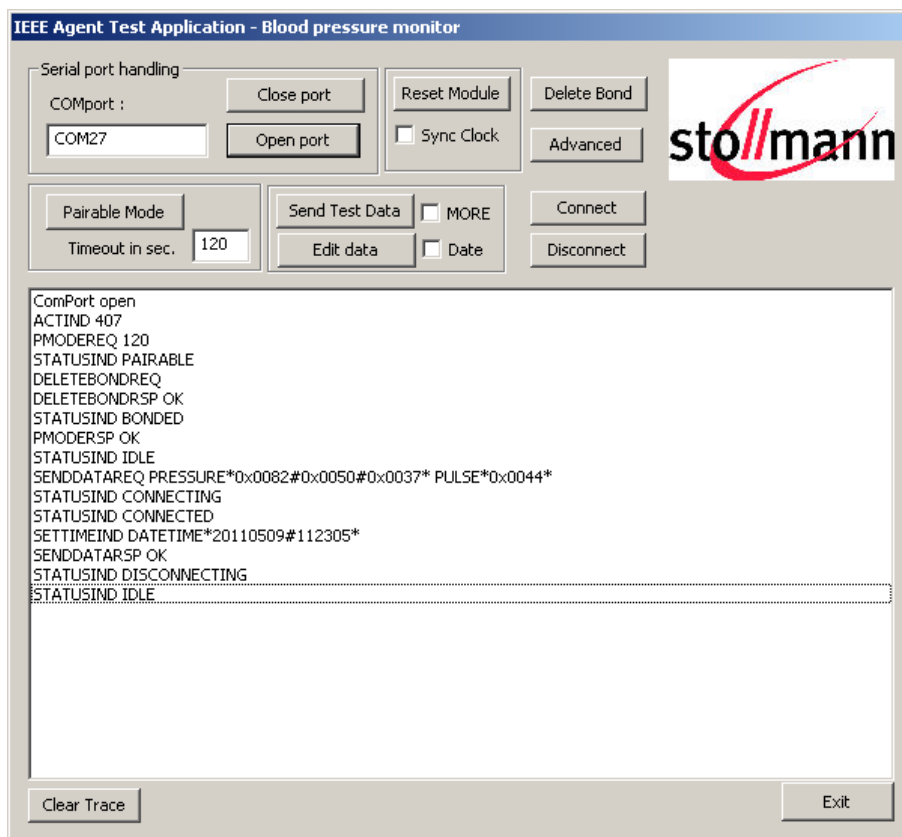 IEEE Agent Test Application - Blood pressure monitor
Serial port handling
COMport :
COM27
Close port
Open port
Reset Module
Sync Clock
Delete Bond
Advanced
stollmann
Pairable Mode
Timeout in sec.
120
Send Test Data
MORE
Edit data
Date
Connect
Disconnect
ComPort open
ACTIND 407
PMODEREQ 120
STATUSIND PAIRABLE
DELETEBONDREQ
DELETEBONDRSP OK
STATUSIND BONDED
PMODERSP OK
STATUSIND IDLE
SENDDATAREQ PRESSURE*0x0082#0x0050#0x0037* PULSE*0x0044*
STATUSIND CONNECTING
STATUSIND CONNECTED
SETTIMEIND DATETIME*20110509#112305*
SENDDATARSP OK
STATUSIND DISCONNECTING
STATUSIND IDLE
Clear Trace
Exit